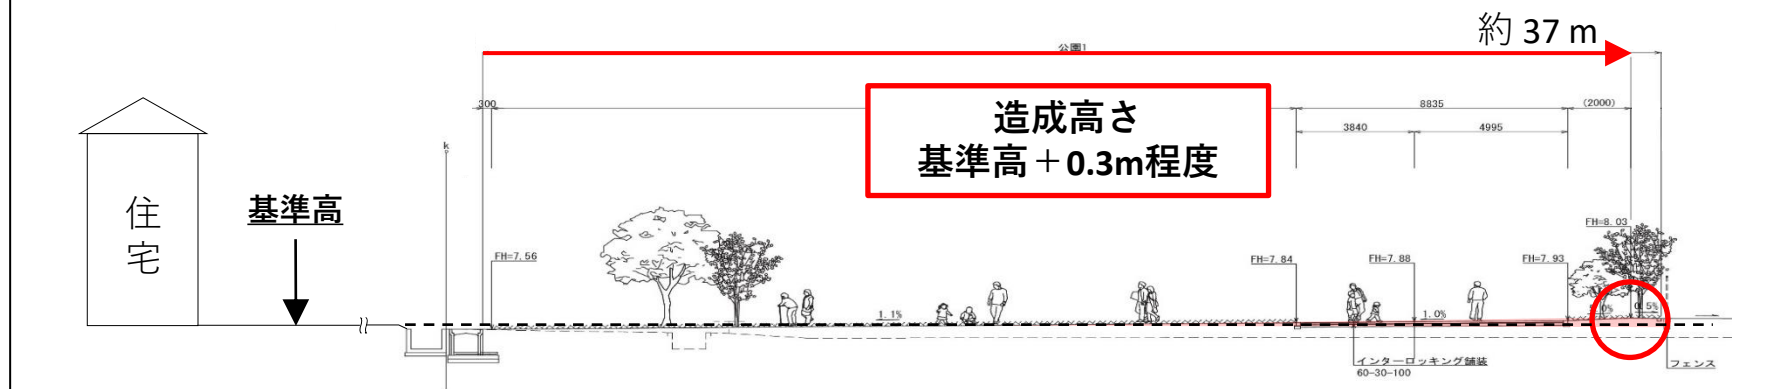 約 37 m
公園1
造成高さ
基準高＋0.3m程度
300
8835
(2000)
3840
4995
k
住宅
基準高
FH=7.56
FH=7.84
FH=7.88
FH=7.93
FH=8.03
1.1%
1.0%
インターロッキング舗装
60-30-100
フェンス